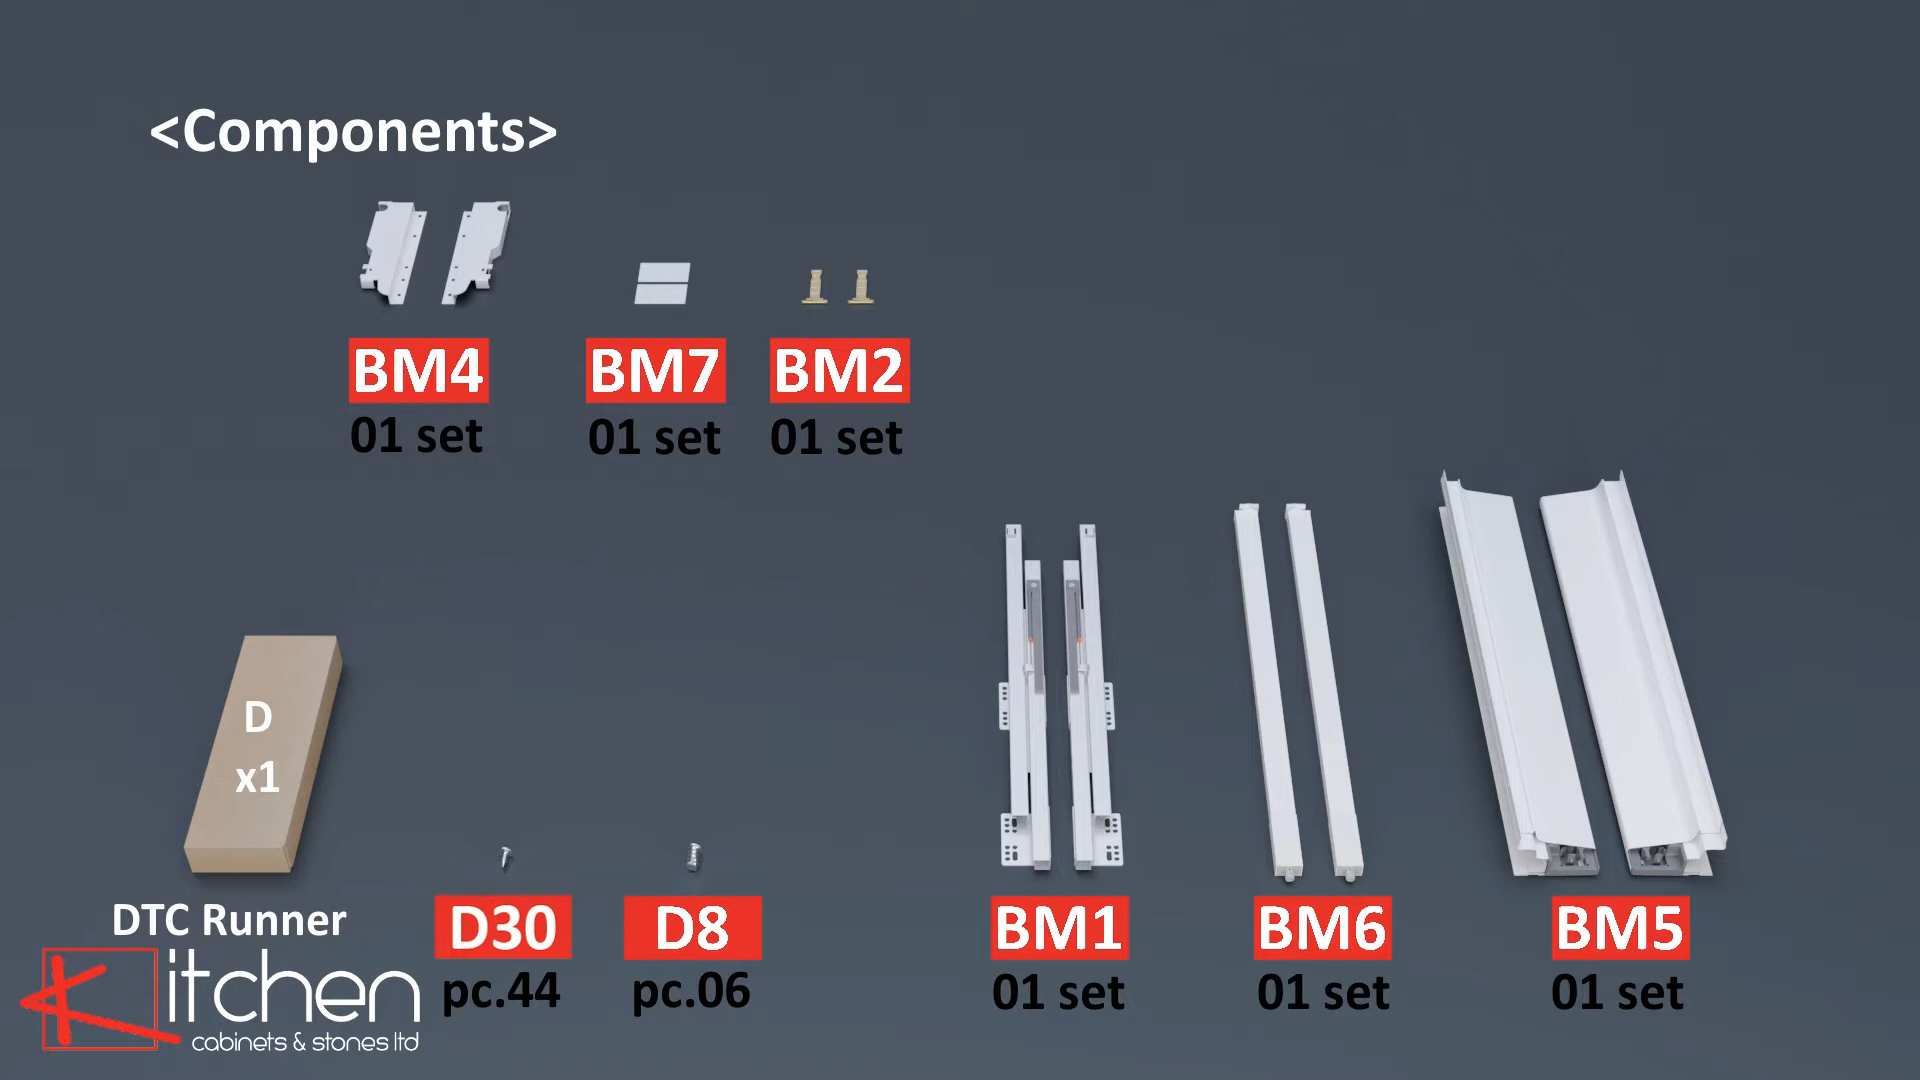 <Components>
BM4
01 set
BM7
01 set
BM2
01 set
D
x1
DTC Runner
D30
pc.44
D8
pc.06
BM1
01 set
BM6
01 set
BM5
01 set
Kitchen
cabinets & stones ltd